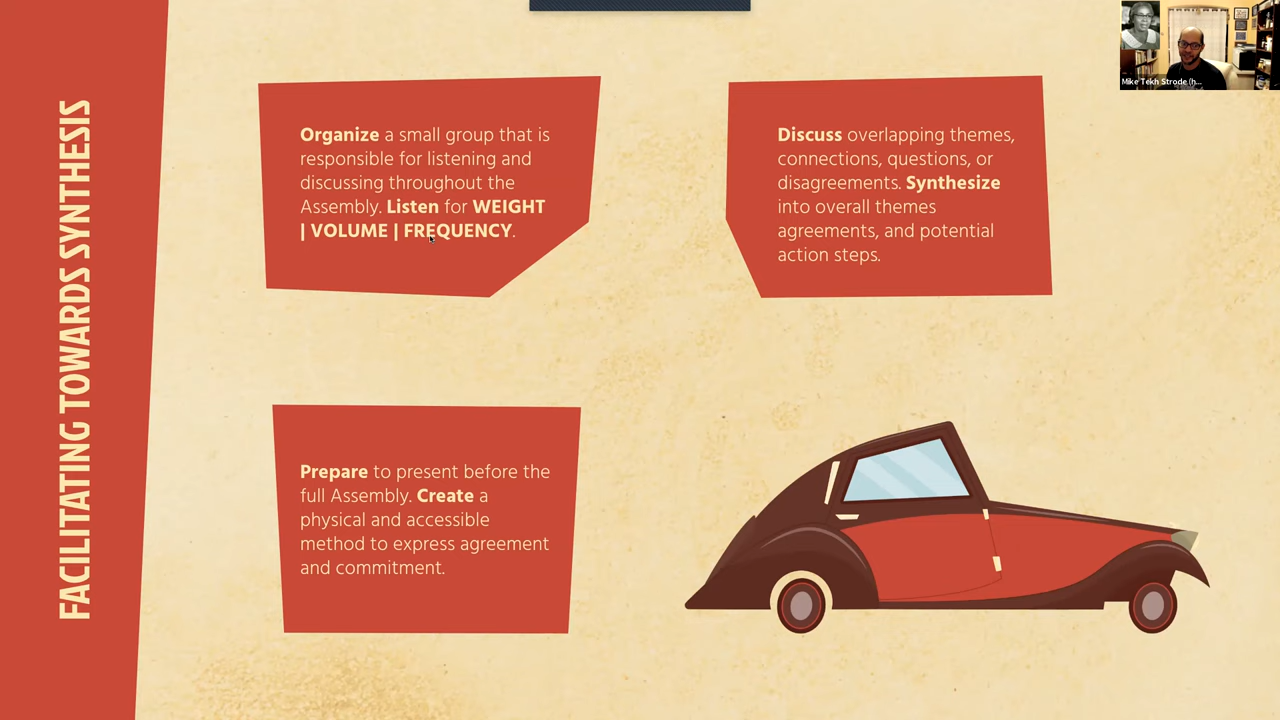 FACILITATING TOWARDS SYNTHESIS
Organize a small group that is
responsible for listening and
discussing throughout the
Assembly. Listen for WEIGHT
| VOLUME | FREQUENCY.
Discuss overlapping themes,
connections, questions, or
disagreements. Synthesize
into overall themes
agreements, and potential
action steps.
Prepare to present before the
full Assembly. Create a
physical and accessible
method to express agreement
and commitment.
Mike Tekh Strode (h...